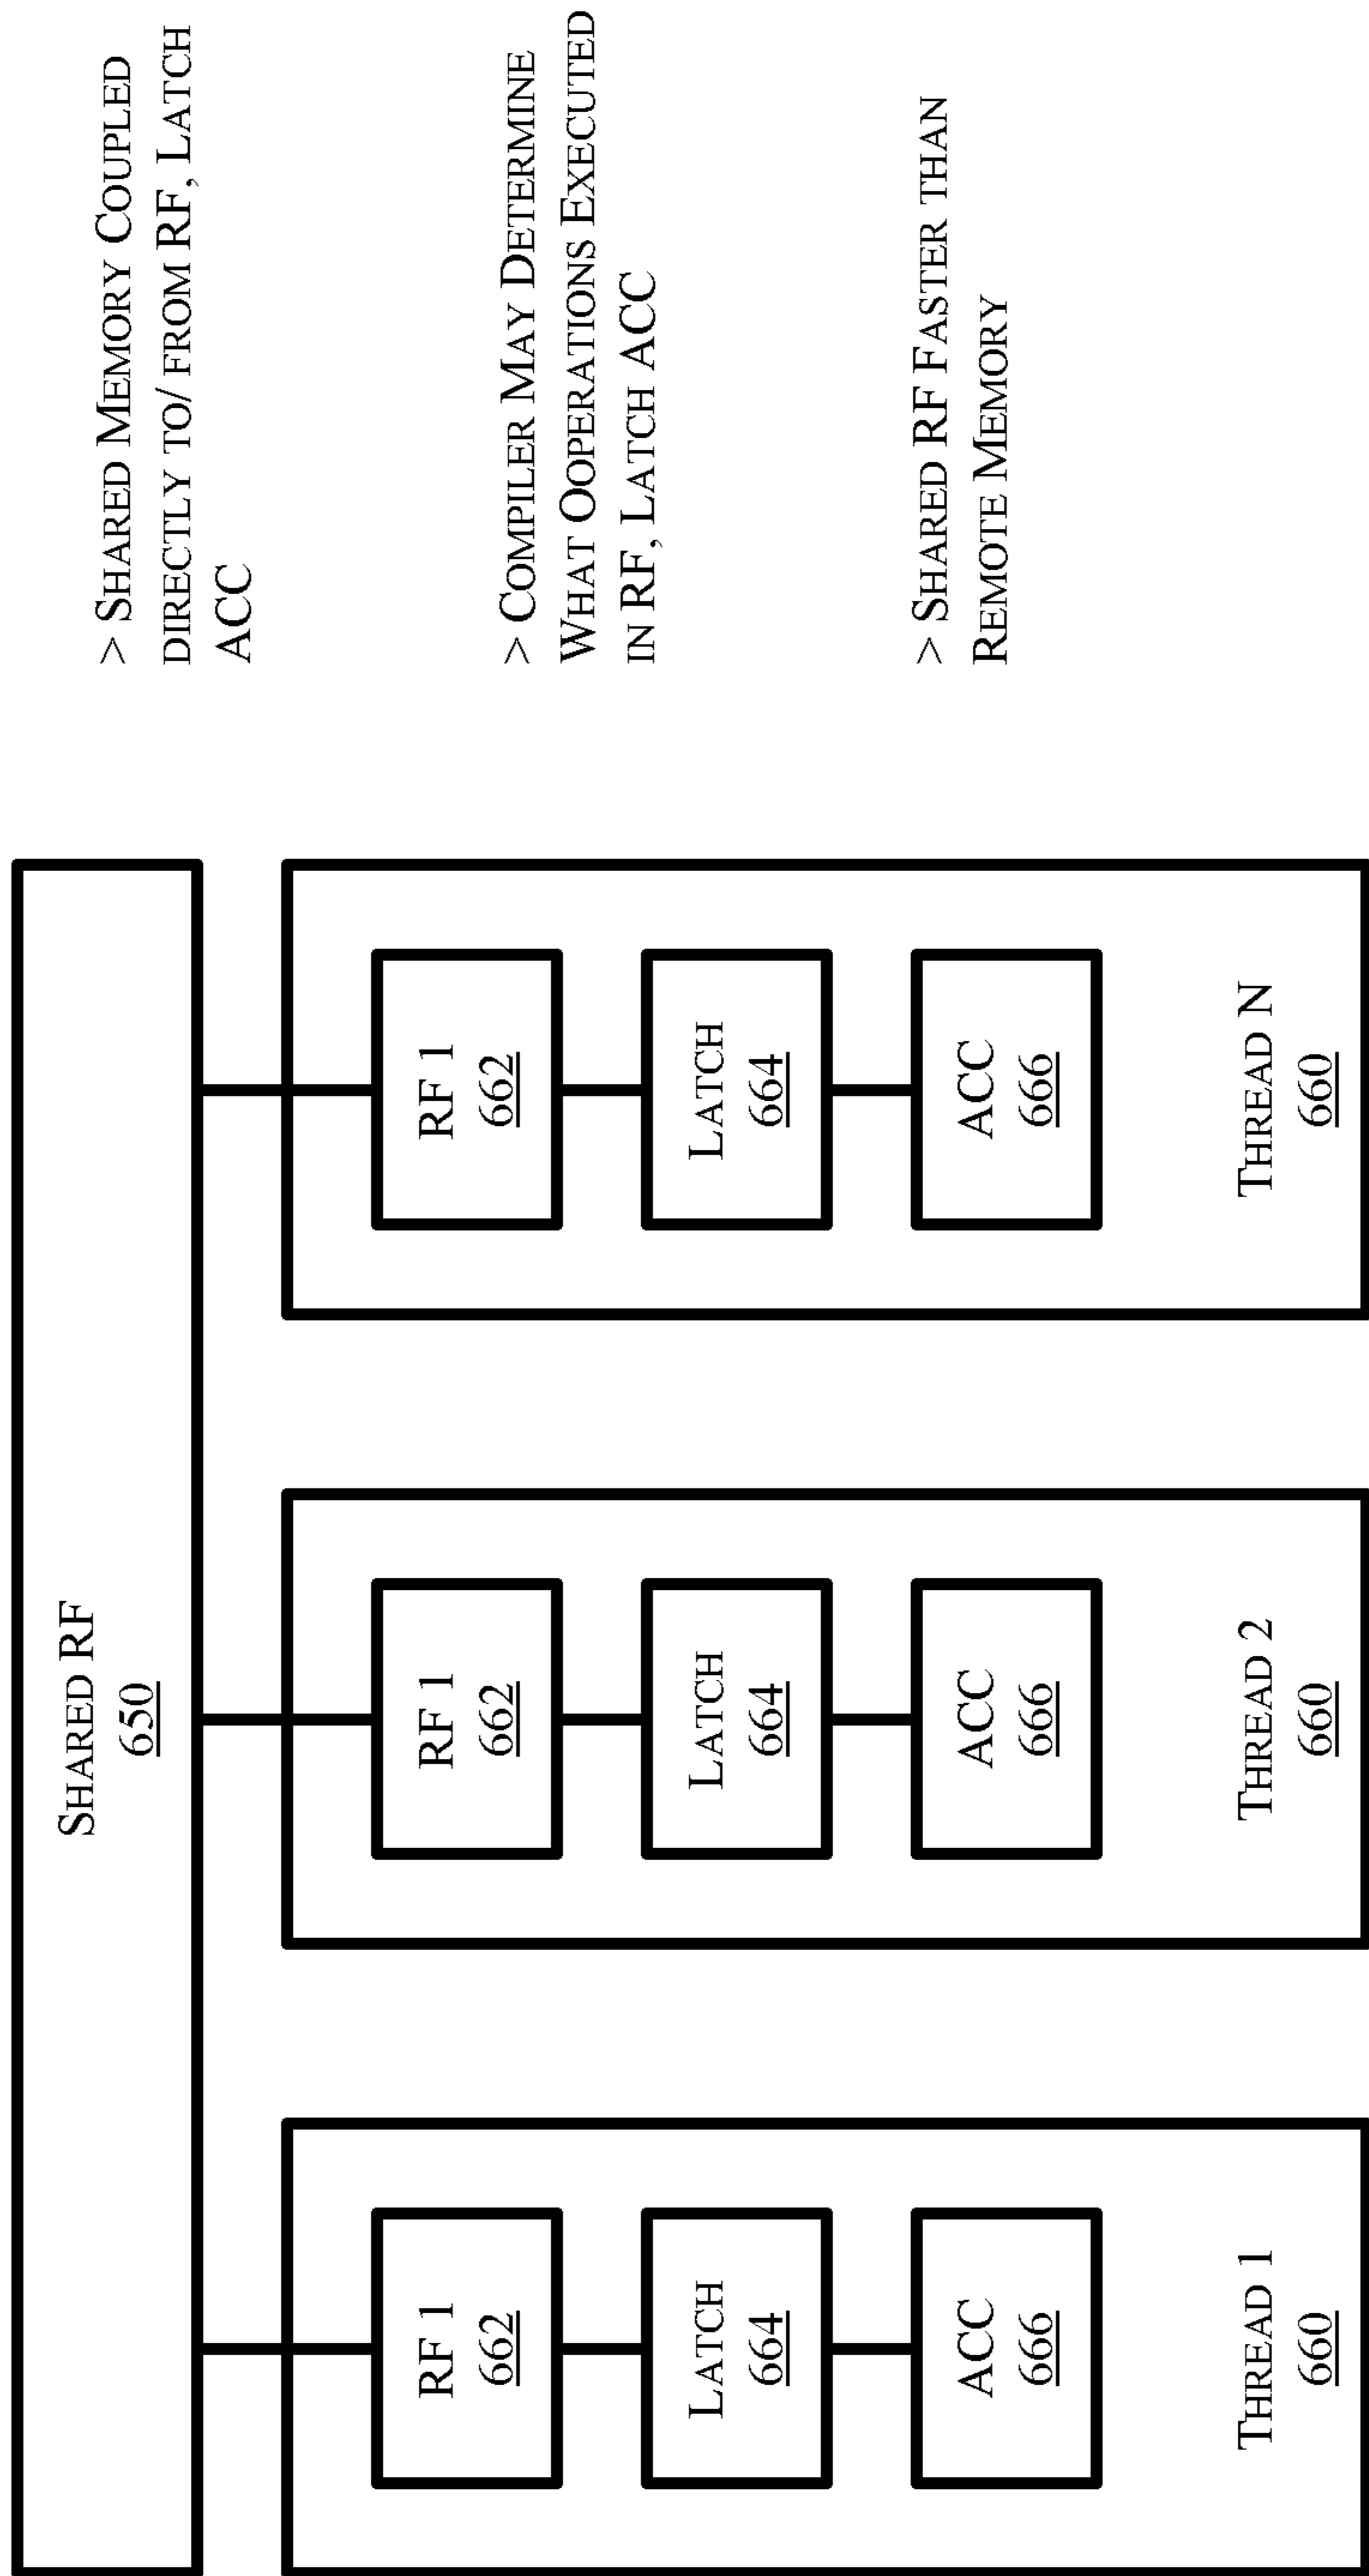 SHARED RF
650
RF 1
662
LATCH
664
ACC
666
THREAD 1
660
RF 1
662
LATCH
664
ACC
666
THREAD 2
660
RF 1
662
LATCH
664
ACC
666
THREAD N
660
> SHARED MEMORY COUPLED
DIRECTLY TO/ FROM RF, LATCH
ACC
> COMPILER MAY DETERMINE
WHAT OOPERATIONS EXECUTED
IN RF, LATCH ACC
> SHARED RF FASTER THAN
REMOTE MEMORY